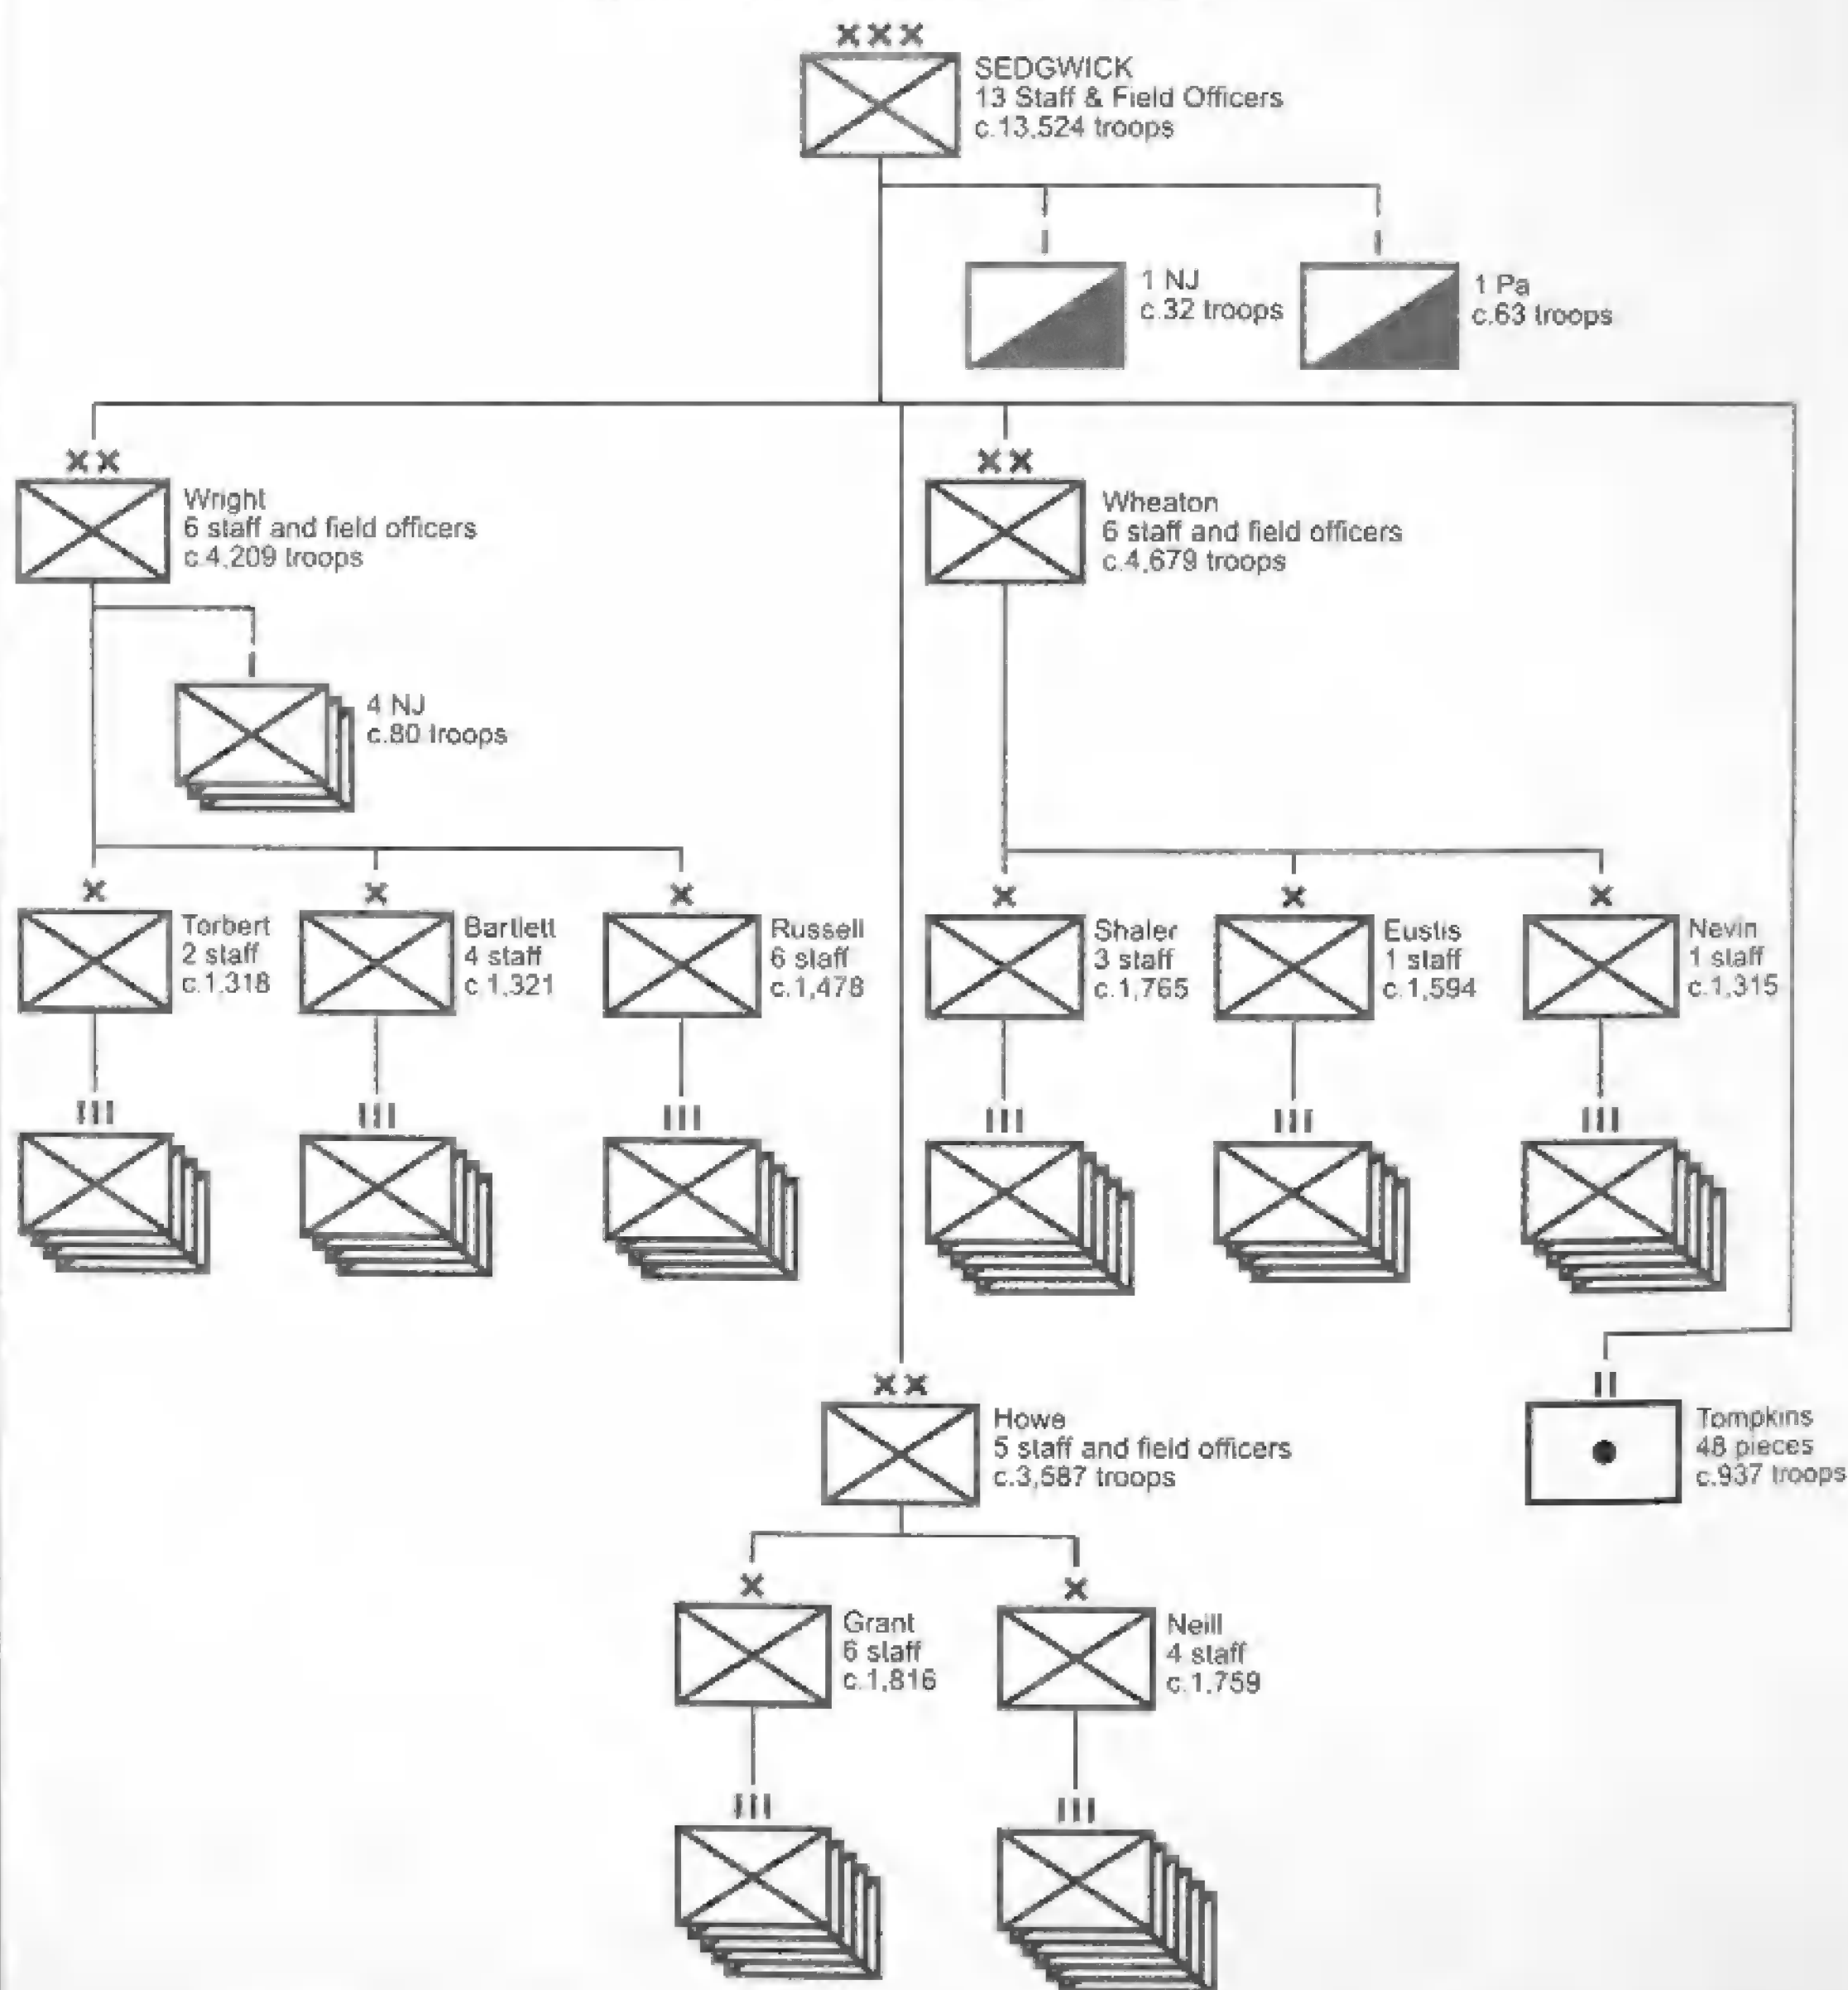 XXX
SEDGWICK
13 Staff & Field Officers
c.13,524 troops
I
1 NJ
c.32 troops
I
1 Pa
c.63 troops
XX
Wright
6 staff and field officers
c.4,209 troops
XX
Wheaton
6 staff and field officers
c.4,679 troops
I
4 NJ
c.80 troops
X
Torbert
2 staff
c.1,318
X
Bartlett
4 staff
c.1,321
X
Russell
6 staff
c.1,478
X
Shaler
3 staff
c.1,765
X
Eustis
1 staff
c.1,594
X
Nevin
1 staff
c.1,315
III
III
III
III
III
III
XX
Howe
5 staff and field officers
c.3,587 troops
II
Tompkins
48 pieces
c.937 troops
X
Grant
6 staff
c.1,816
X
Neill
4 staff
c.1,759
III
III